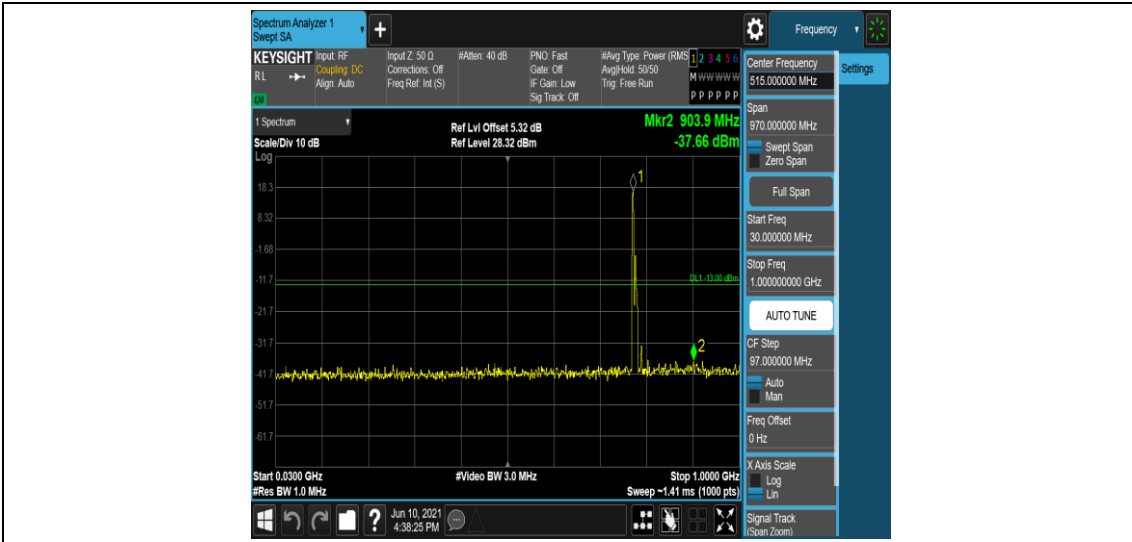 Spectrum Analyzer 1
Swept SA
+
Frequency
KEYSIGHT
RL
Input: RF
Coupling: DC
Align: Auto
Input Z: 50 Ω
Corrections: Off
Freq Ref: Int (S)
#Atten: 40 dB
PNO: Fast
Gate: Off
IF Gain: Low
Sig Track: Off
#Avg Type: Power (RMS
Avg|Hold: 50/50
Trig: Free Run
1 2 3 4 5 6
M W W W W W
P P P P P P
1 Spectrum
Scale/Div 10 dB
Ref Lvl Offset 5.32 dB
Ref Level 28.32 dBm
Mkr2 903.9 MHz
-37.66 dBm
Log
18.3
8.32
-1.68
-11.7
-21.7
-31.7
-41.7
-51.7
-61.7
1
DL1 -13.00 dBm
2
Start 0.0300 GHz
#Res BW 1.0 MHz
#Video BW 3.0 MHz
Stop 1.0000 GHz
Sweep ~1.41 ms (1000 pts)
Jun 10, 2021
4:38:25 PM
?
Center Frequency
515.000000 MHz
Settings
Span
970.000000 MHz
Swept Span
Zero Span
Full Span
Start Freq
30.000000 MHz
Stop Freq
1.000000000 GHz
AUTO TUNE
CF Step
97.000000 MHz
Auto
Man
Freq Offset
0 Hz
X Axis Scale
Log
Lin
Signal Track
(Span Zoom)